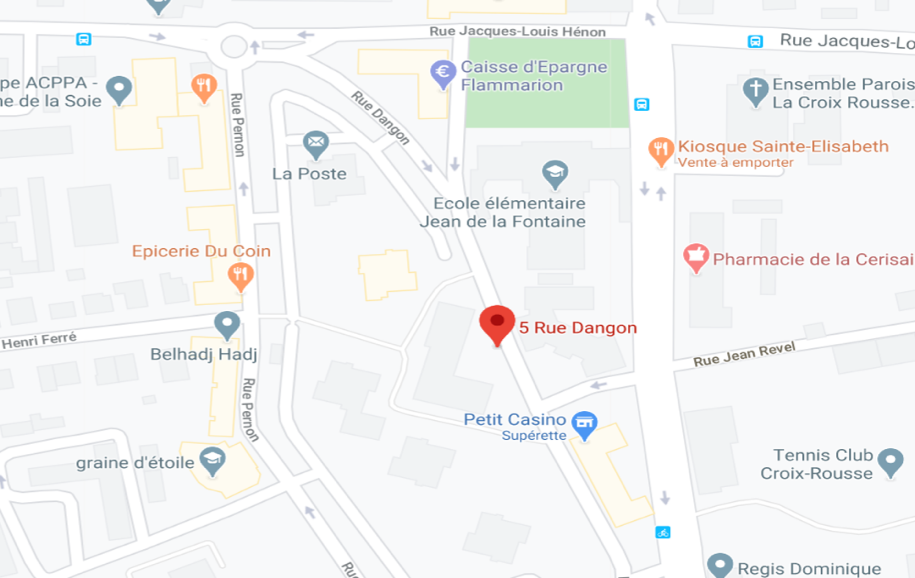 Rue Jacques-Louis Hénon
Rue Jacques-Lo
Caisse d'Epargne
Flammarion
pe ACPPA -
ne de la Soie
Ensemble Parois
La Croix Rousse.
Rue Pernon
Rue Dangon
Kiosque Sainte-Elisabeth
Vente à emporter
La Poste
Ecole élémentaire
Jean de la Fontaine
Epicerie Du Coin
Pharmacie de la Cerisai
5 Rue Dangon
Henri Ferré
Belhadj Hadj
Rue Jean Revel
Rue Pernon
Petit Casino
Supérette
graine d'étoile
Tennis Club
Croix-Rousse
Regis Dominique
Rue